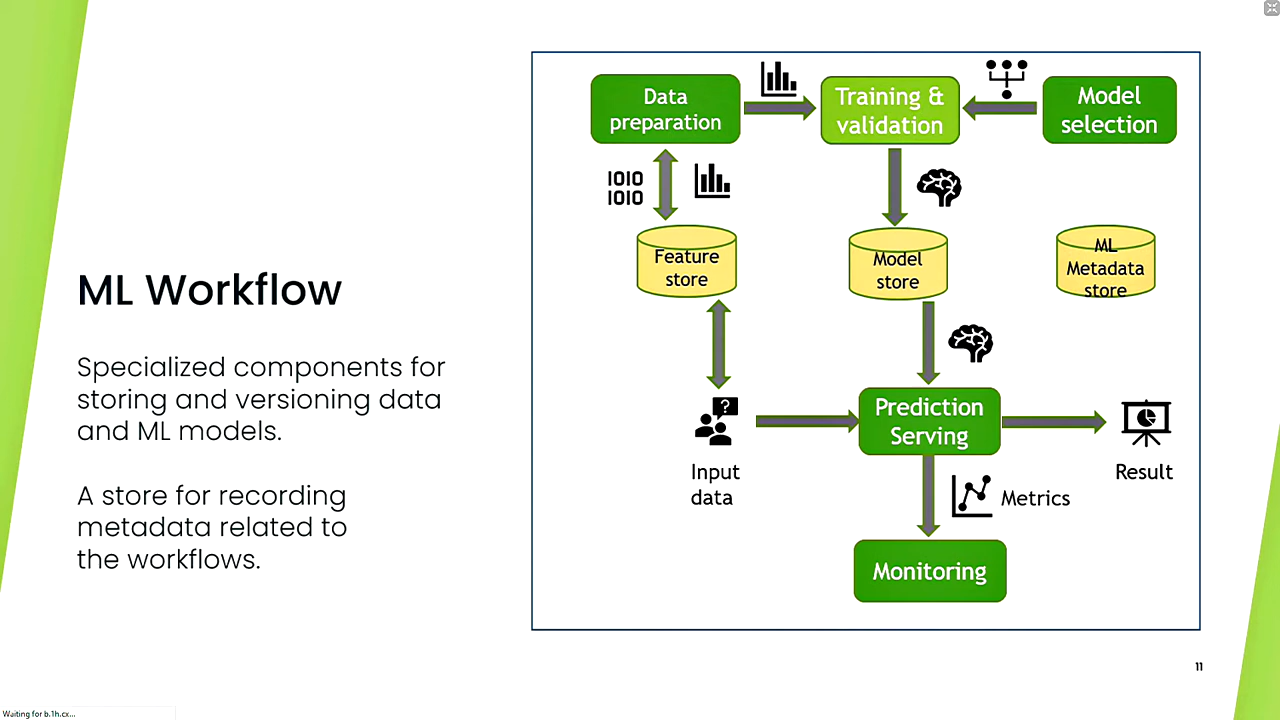 ML Workflow
Specialized components for
storing and versioning data
and ML models.
A store for recording
metadata related to
the workflows.
Data
preparation
Training &
validation
Model
selection
1010
1010
Feature
store
Model
store
ML
Metadata
store
?
Input
data
Prediction
Serving
Result
Metrics
Monitoring
11
Waiting for b.1h.cx...